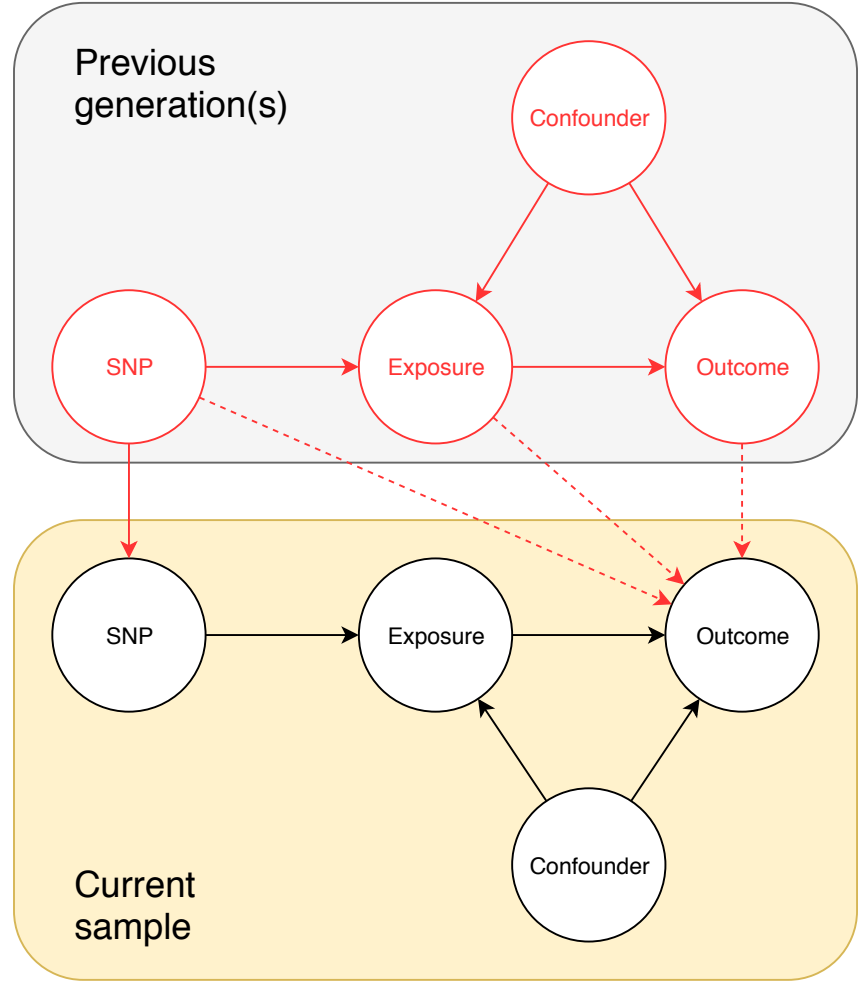 Previous
generation(s)
Confounder
SNP
Exposure
Outcome
SNP
Exposure
Outcome
Confounder
Current
sample